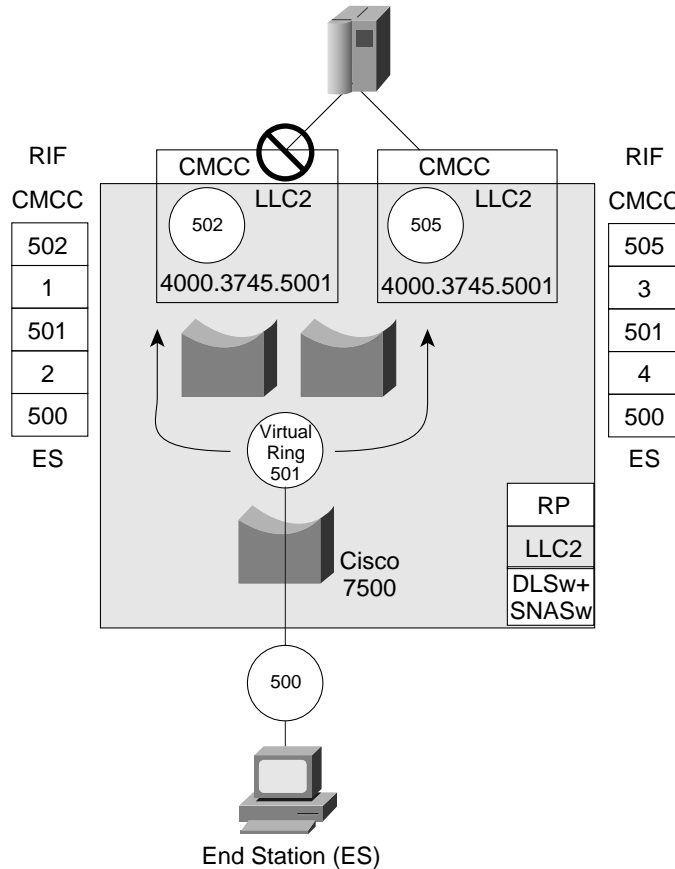 RIF
CMCC
502
1
501
2
500
ES
CMCC
LLC2
502
4000.3745.5001
CMCC
LLC2
505
4000.3745.5001
RIF
CMCC
505
3
501
4
500
ES
Virtual
Ring
501
Cisco
7500
RP
LLC2
DLSw+
SNASw
500
End Station (ES)